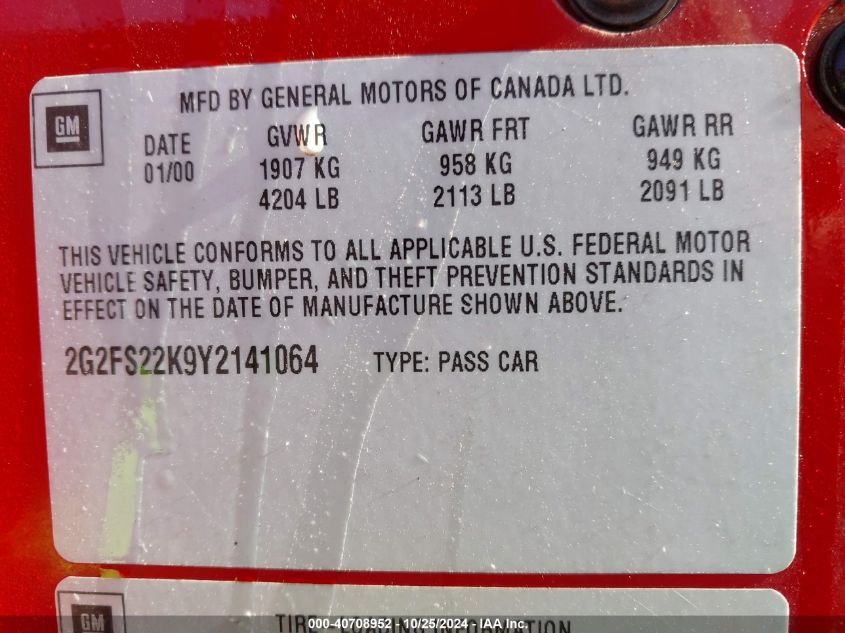 MFD BY GENERAL MOTORS OF CANADA LTD.
GM
DATE GVWR GAWR FRT GAWR RR
01/00 1907 KG 958 KG 949 KG
4204 LB 2113 LB 2091 LB
THIS VEHICLE CONFORMS TO ALL APPLICABLE U.S. FEDERAL MOTOR
VEHICLE SAFETY, BUMPER, AND THEFT PREVENTION STANDARDS IN
EFFECT ON THE DATE OF MANUFACTURE SHOWN ABOVE.
2G2FS22K9Y2141064 TYPE: PASS CAR
GM
TIRE-LOADING INFORMATION
000-40708952 - 10/25/2024 - IAA Inc.